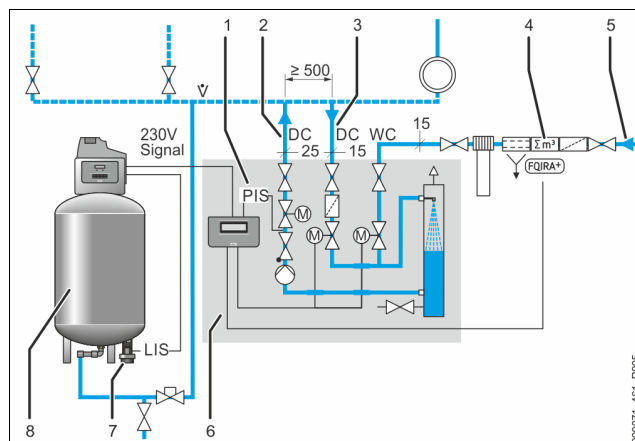 1 2 3 4 5
≥ 500
230V
Signal
DC DC WC 15
25 15
Σm³
FQIRA+
PIS
M
M M
LIS
8 7 6